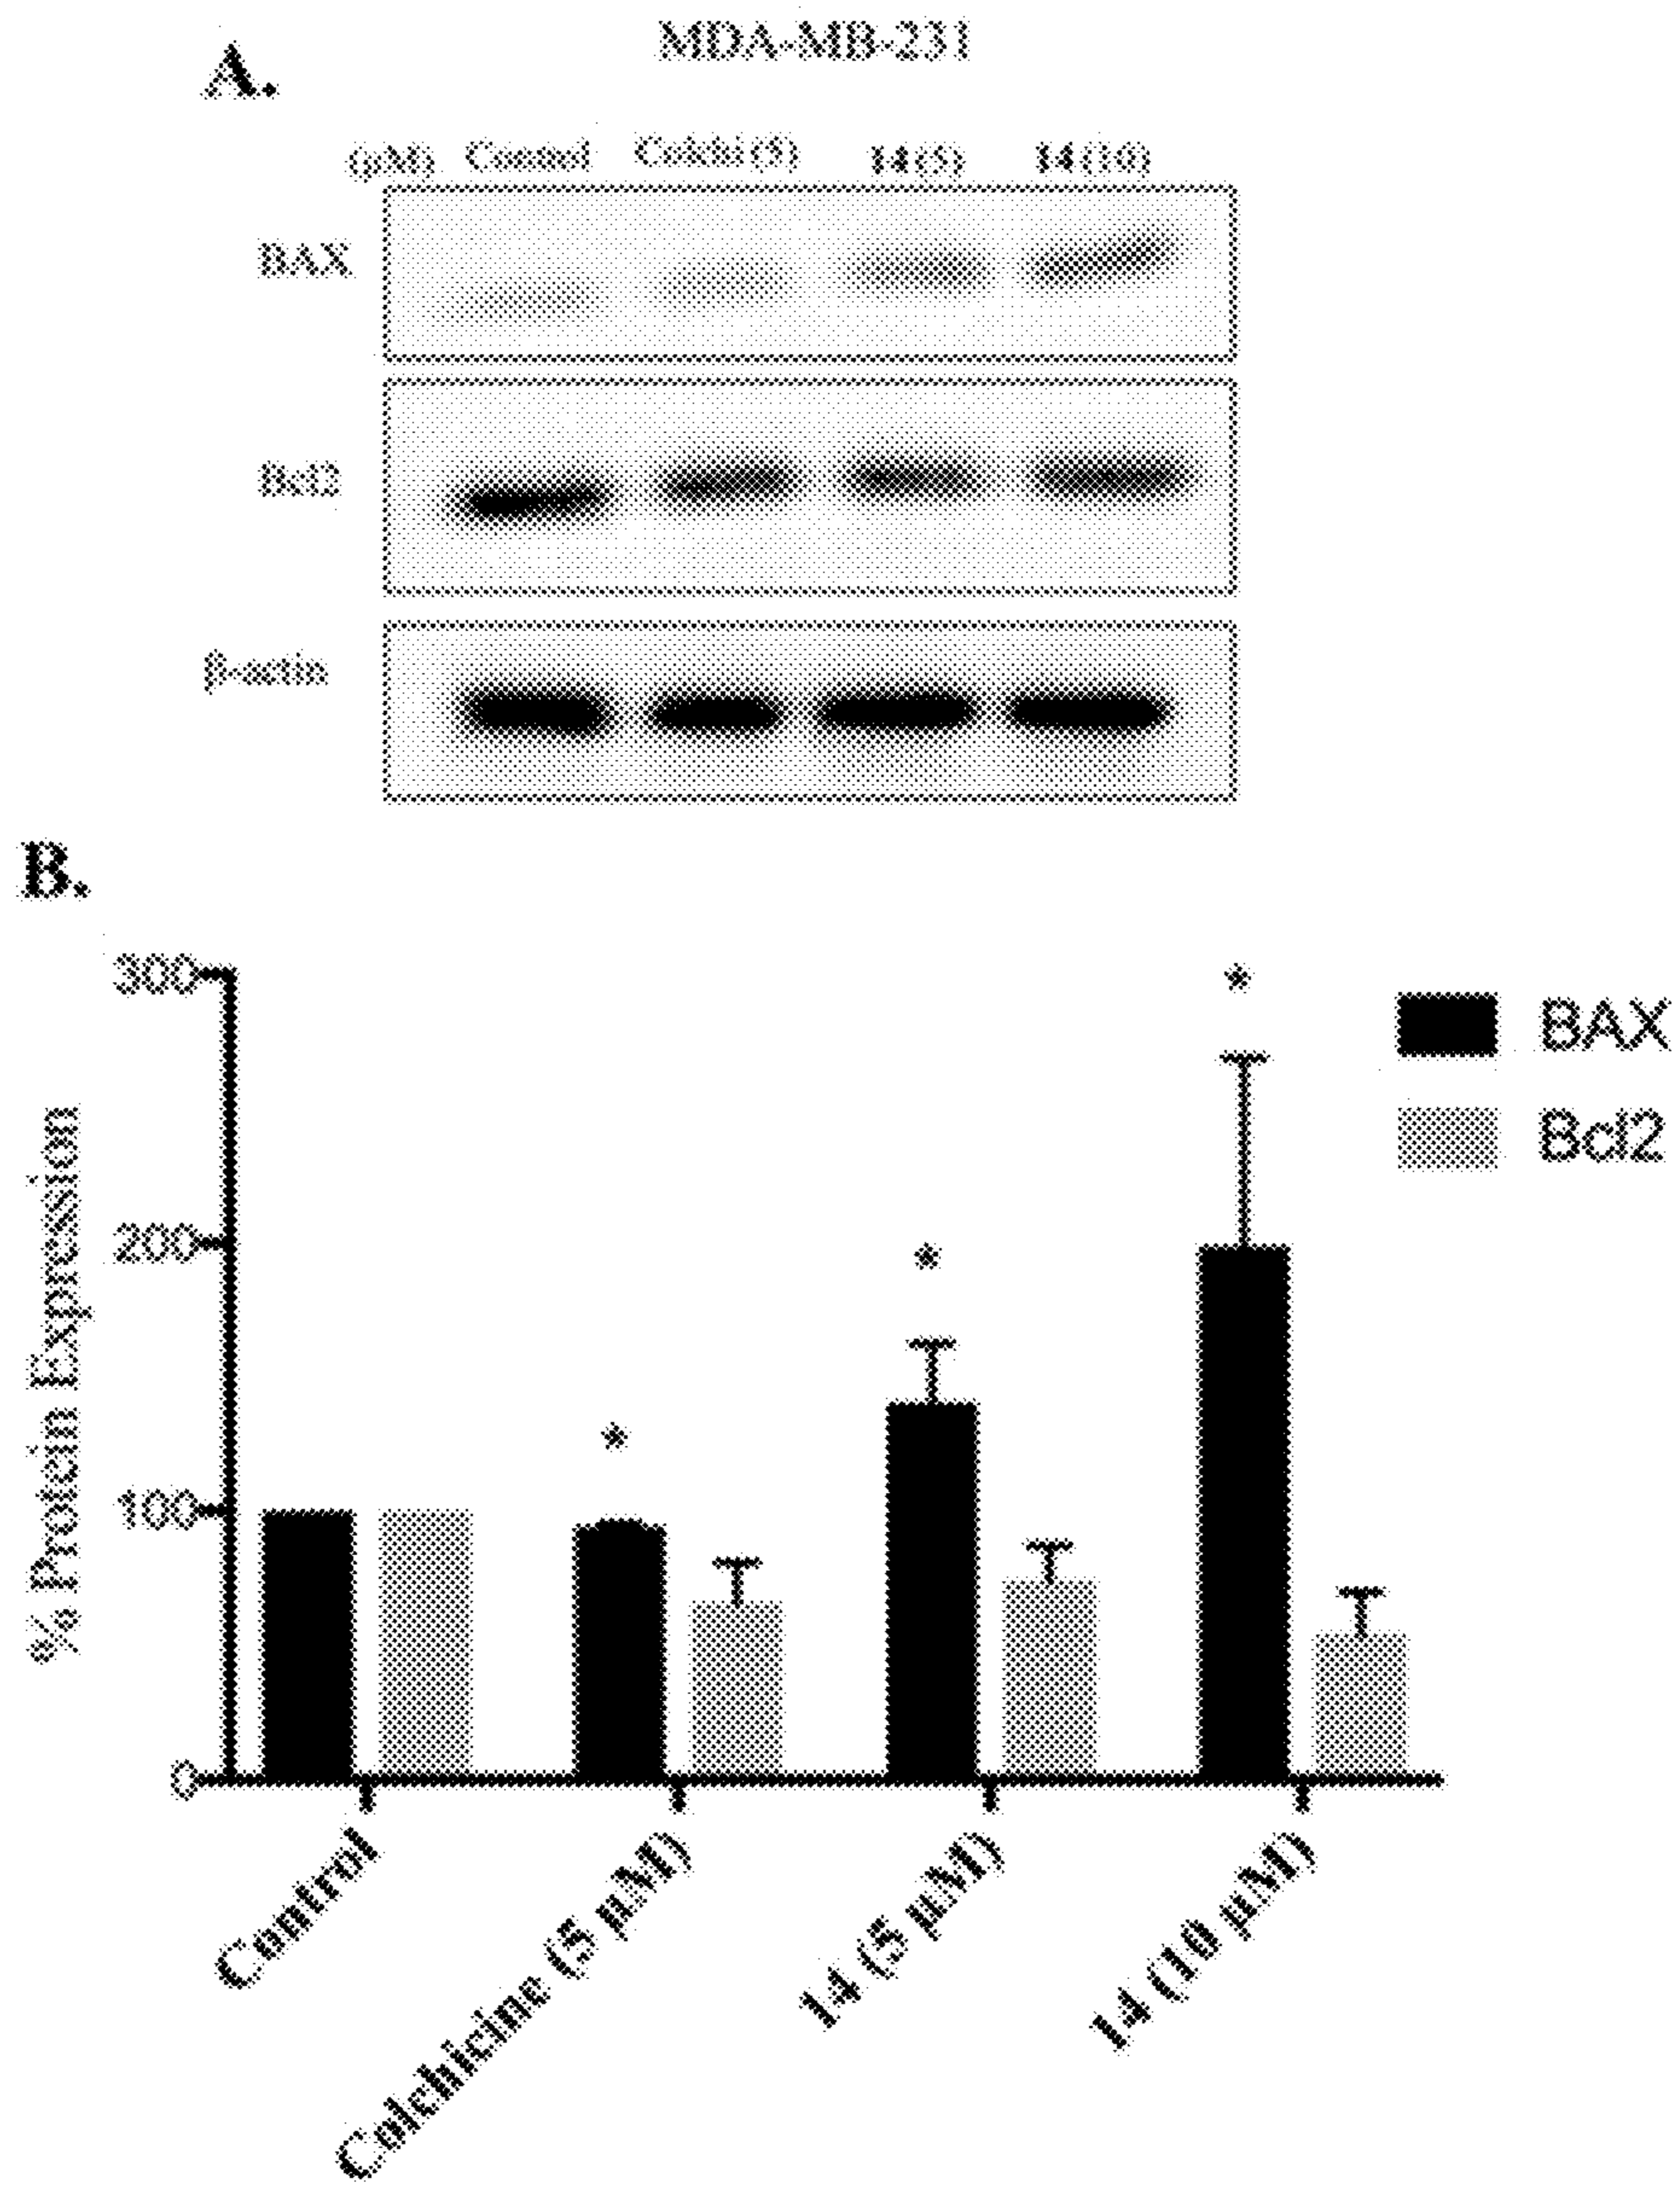 MDA-MB-231
A.
(µM) Control Colchi (5) 14 (5) 14 (10)
BAX
Bcl2
β-actin
B.
300
200
100
0
% Protein Expression
* * *
BAX
Bcl2
Control
Colchicine (5 µM)
14 (5 µM)
14 (10 µM)